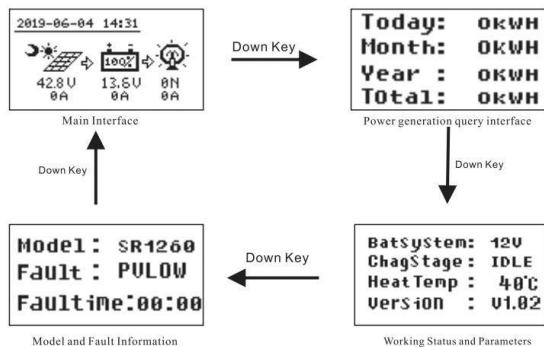 2019-06-04 14:31
100%
42.8V 13.6V ON
0A 0A 0A
Main Interface
Down Key
Today: 0KWH
Month: 0KWH
Year : 0KWH
TOtal: 0KWH
Power generation query interface
Down Key
BatSyStem: 12V
ChagStage: IDLE
HeatTemp : 40℃
VerSiON : V1.02
Working Status and Parameters
Down Key
Model: SR1260
Fault : PVLOW
Faultime:00:00
Model and Fault Information
Down Key